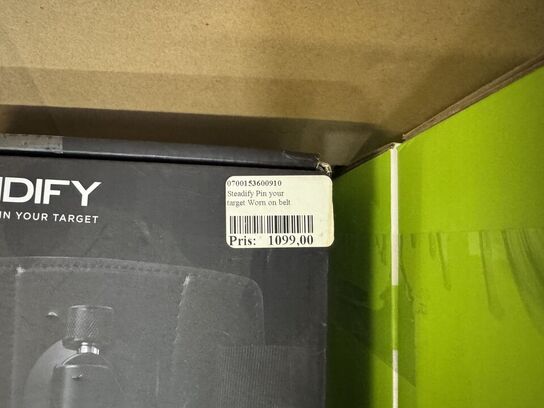 DIFY
IN YOUR TARGET
0700153600910
Steadify Pin your
target Worn on belt
Pris: 1099,00